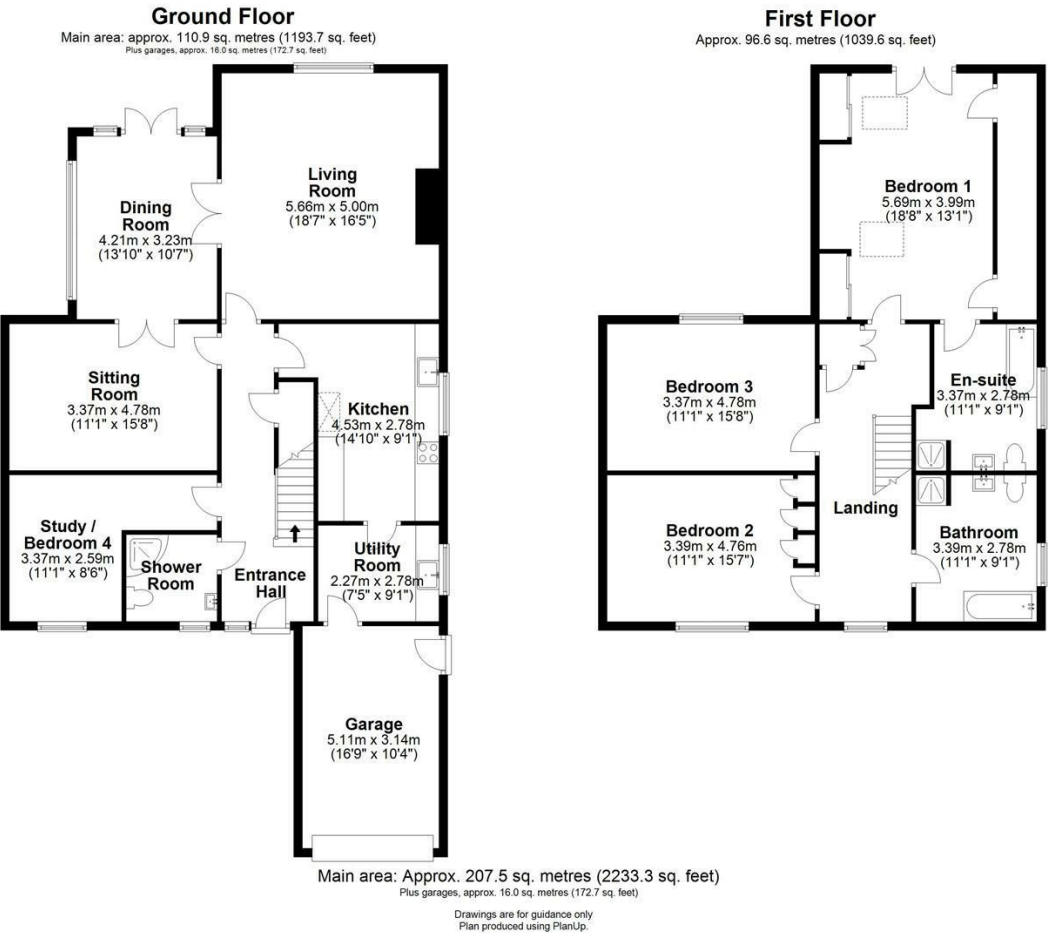 Ground Floor
Main area: approx. 110.9 sq. metres (1193.7 sq. feet)
Plus garages, approx. 16.0 sq. metres (172.7 sq. feet)
Living
Room
5.66m x 5.00m
(18'7" x 16'5")
Dining
Room
4.21m x 3.23m
(13'10" x 10'7")
Sitting
Room
3.37m x 4.78m
(11'1" x 15'8")
Kitchen
4.53m x 2.78m
(14'10" x 9'1")
Study /
Bedroom 4
3.37m x 2.59m
(11'1" x 8'6")
Shower
Room
Entrance
Hall
Utility
Room
2.27m x 2.78m
(7'5" x 9'1")
Garage
5.11m x 3.14m
(16'9" x 10'4")
First Floor
Approx. 96.6 sq. metres (1039.6 sq. feet)
Bedroom 1
5.69m x 3.99m
(18'8" x 13'1")
Bedroom 3
3.37m x 4.78m
(11'1" x 15'8")
En-suite
3.37m x 2.78m
(11'1" x 9'1")
Bedroom 2
3.39m x 4.76m
(11'1" x 15'7")
Landing
Bathroom
3.39m x 2.78m
(11'1" x 9'1")
Main area: Approx. 207.5 sq. metres (2233.3 sq. feet)
Plus garages, approx. 16.0 sq. metres (172.7 sq. feet)
Drawings are for guidance only
Plan produced using PlanUp.